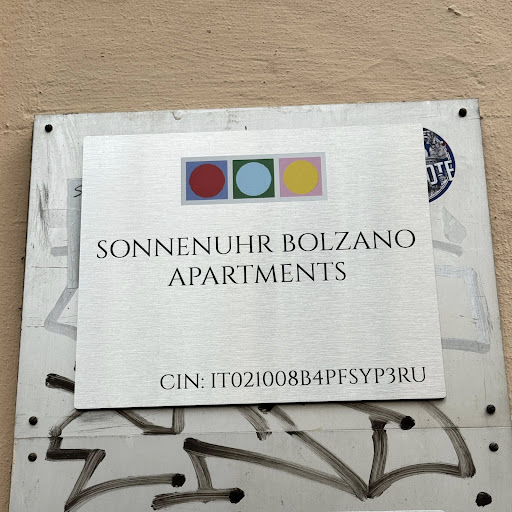 SONNENUHR BOLZANO
APARTMENTS
CIN: IT021008B4PFSYP3RU